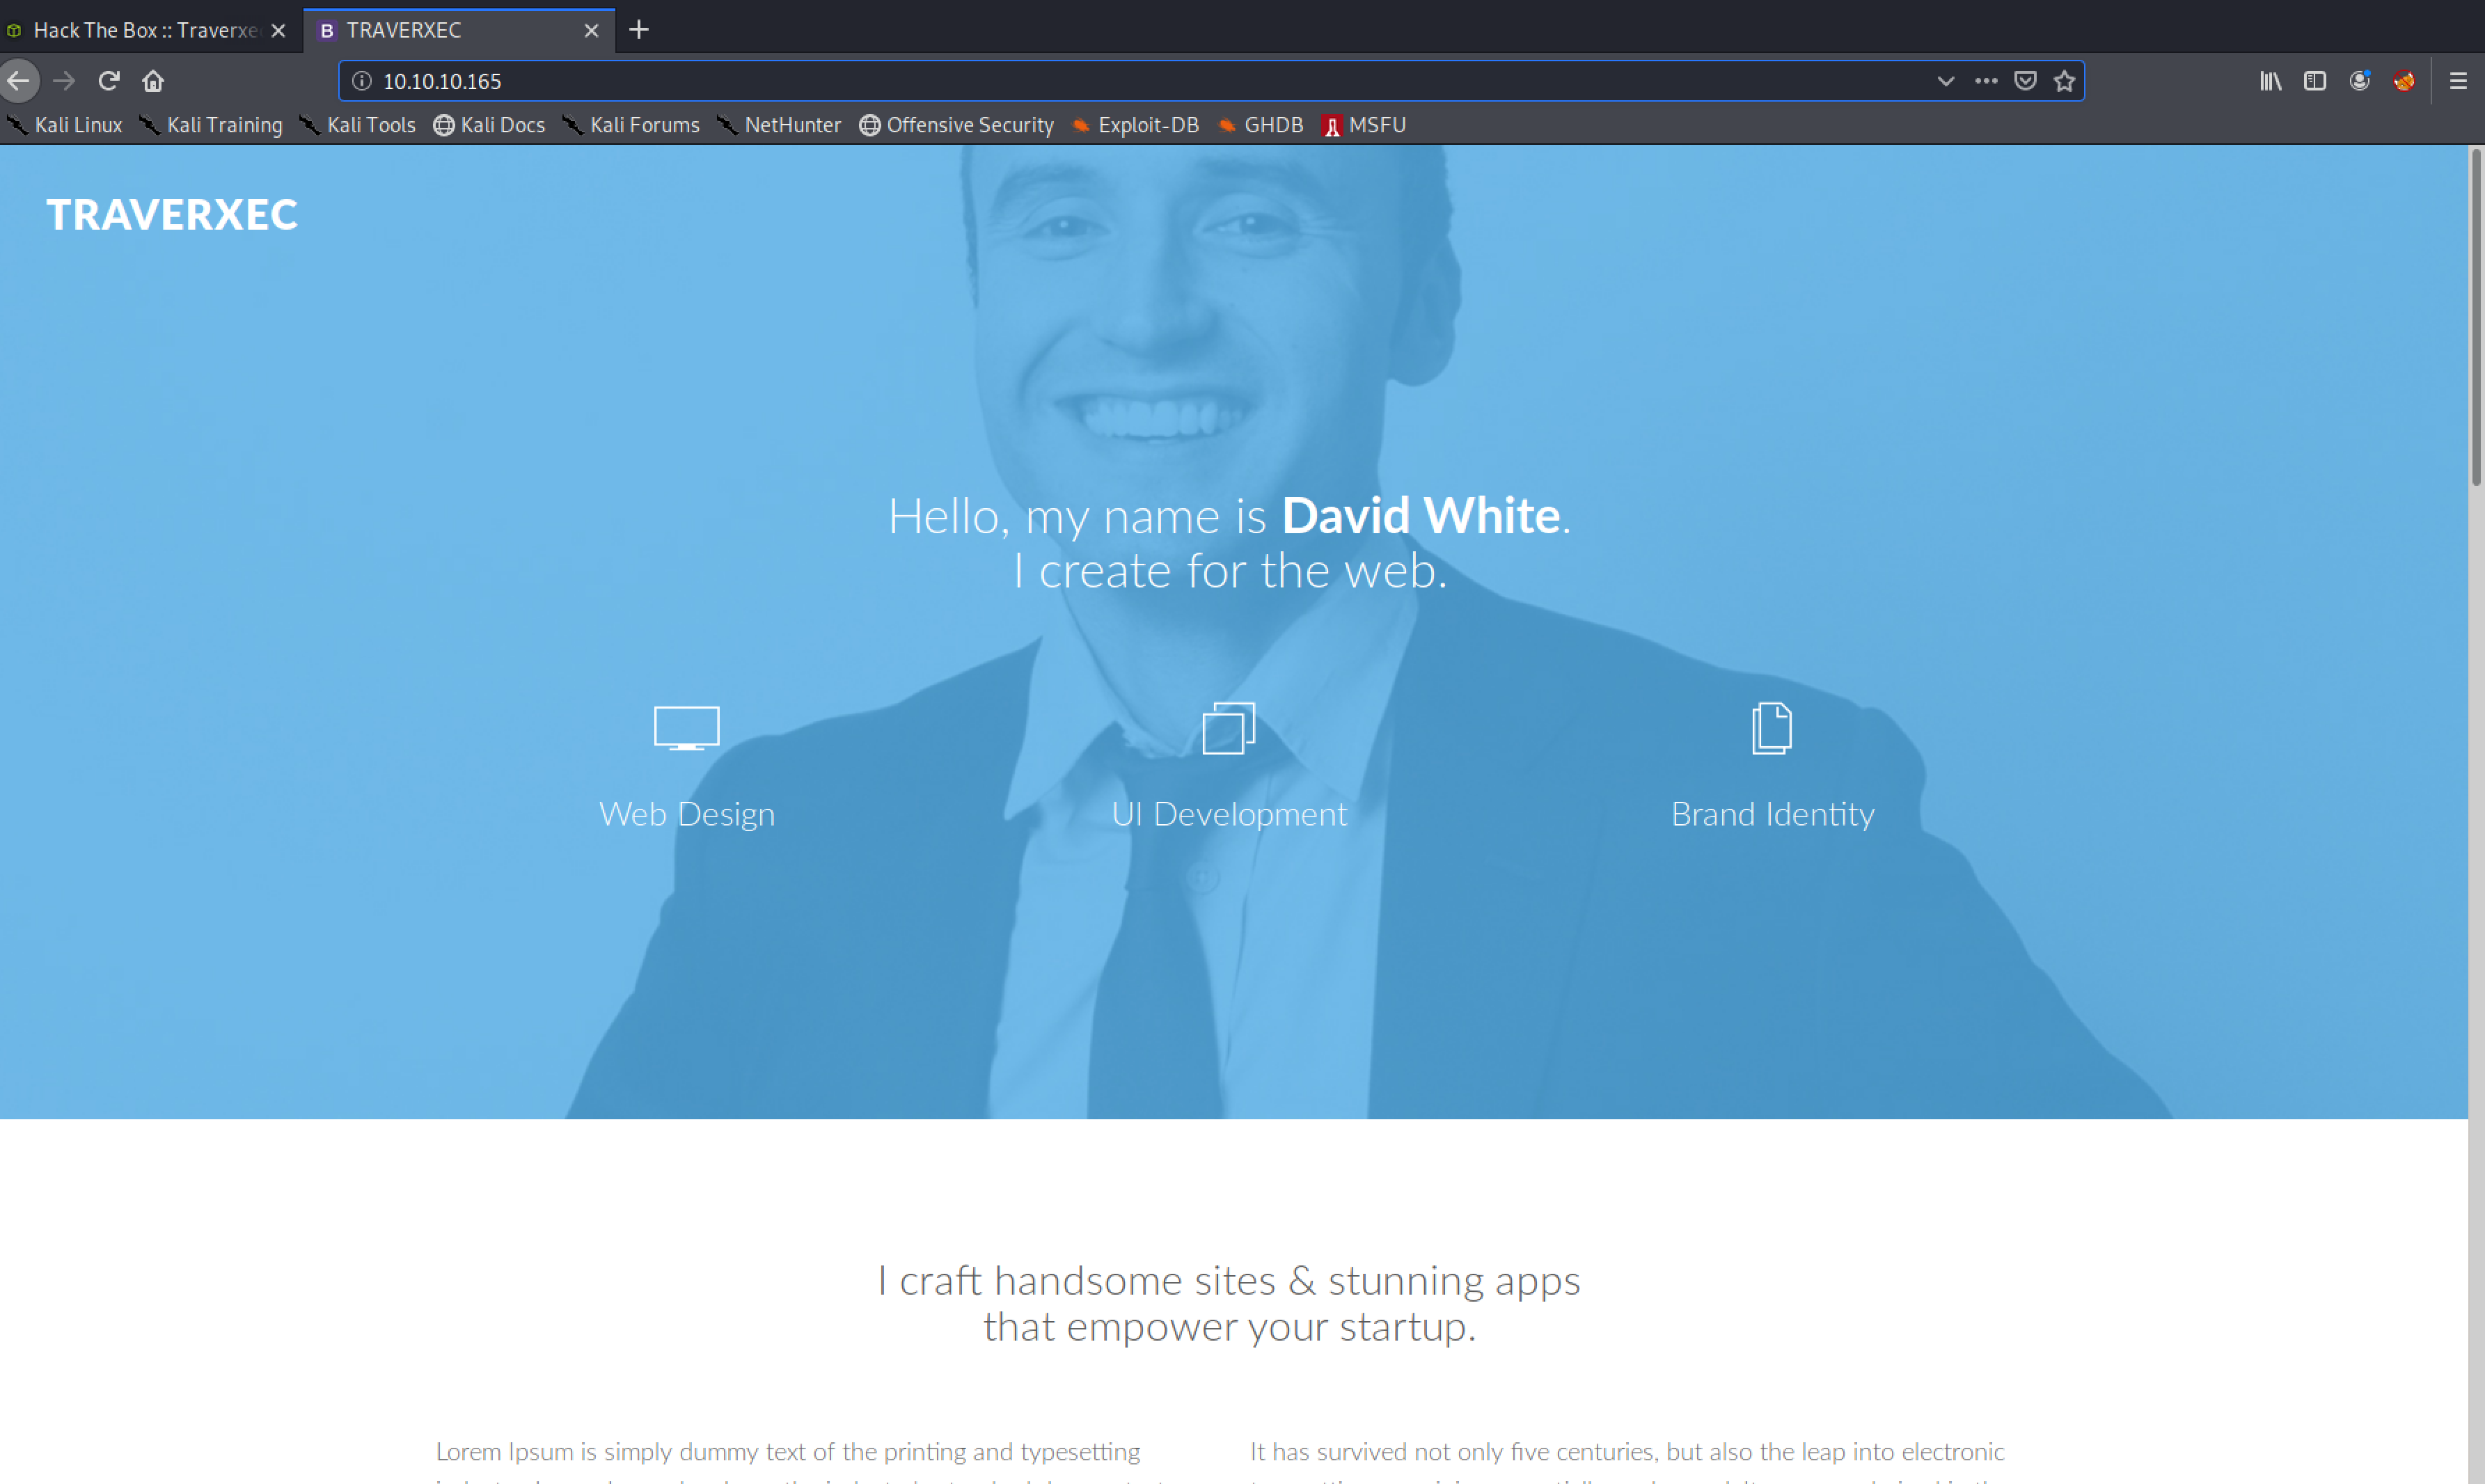 Hack The Box :: Traverxe
TRAVERXEC
10.10.10.165
Kali Linux Kali Training Kali Tools Kali Docs Kali Forums NetHunter Offensive Security Exploit-DB GHDB MSFU
TRAVERXEC
Hello, my name is David White.
I create for the web.
Web Design UI Development Brand Identity
I craft handsome sites & stunning apps
that empower your startup.
Lorem Ipsum is simply dummy text of the printing and typesetting
It has survived not only five centuries, but also the leap into electronic